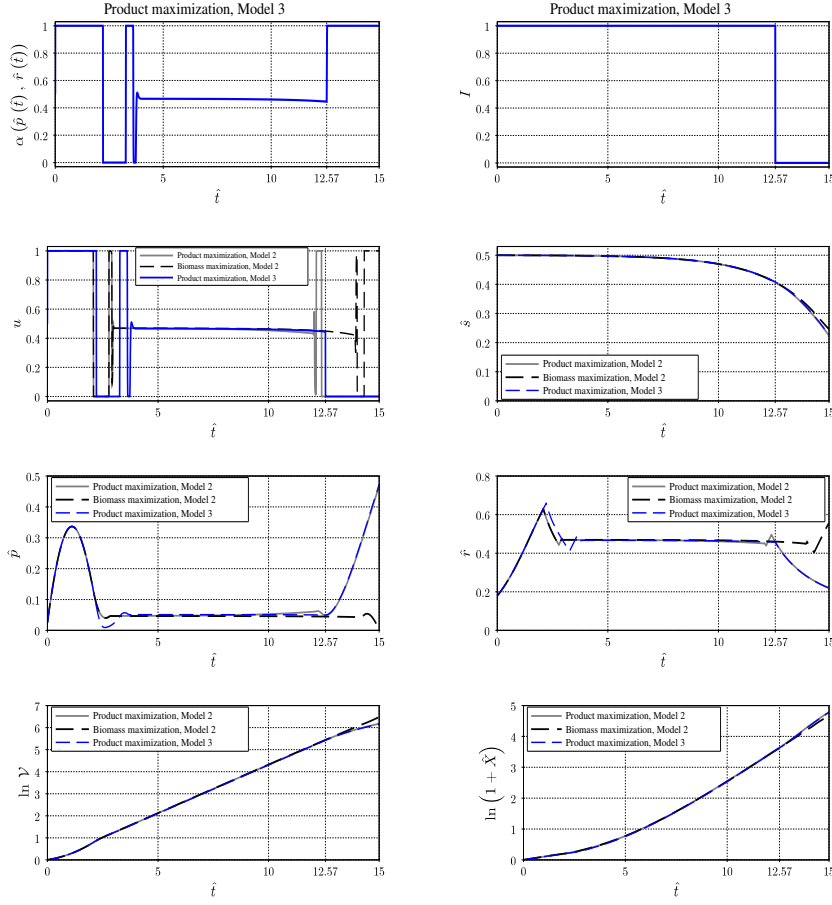 Product maximization, Model 3
α (p̂ (t̂) , r̂ (t̂))
1
0.8
0.6
0.4
0.2
0
0
5
10
12.57
15
t̂
Product maximization, Model 3
I
1
0.8
0.6
0.4
0.2
0
0
5
10
12.57
15
t̂
u
1
0.8
0.6
0.4
0.2
0
Product maximization, Model 2
Biomass maximization, Model 2
Product maximization, Model 3
0
5
10
12.57
15
t̂
ŝ
0.5
0.4
0.3
0.2
0.1
0
Product maximization, Model 2
Biomass maximization, Model 2
Product maximization, Model 3
0
5
10
12.57
15
t̂
p̂
0.5
0.4
0.3
0.2
0.1
0
Product maximization, Model 2
Biomass maximization, Model 2
Product maximization, Model 3
0
5
10
12.57
15
t̂
r̂
0.8
0.6
0.4
0.2
0
Product maximization, Model 2
Biomass maximization, Model 2
Product maximization, Model 3
0
5
10
12.57
15
t̂
ln 𝒱
7
6
5
4
3
2
1
0
Product maximization, Model 2
Biomass maximization, Model 2
Product maximization, Model 3
0
5
10
12.57
15
t̂
ln (1 + X̂)
5
4
3
2
1
0
Product maximization, Model 2
Biomass maximization, Model 2
Product maximization, Model 3
0
5
10
12.57
15
t̂